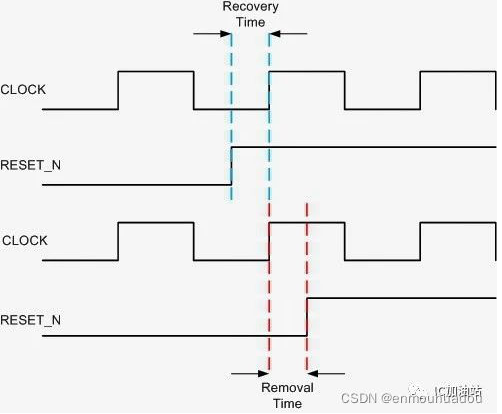 Recovery
Time
CLOCK
RESET_N
CLOCK
RESET_N
Removal
Time
IC加油站
CSDN @enmouhuadou